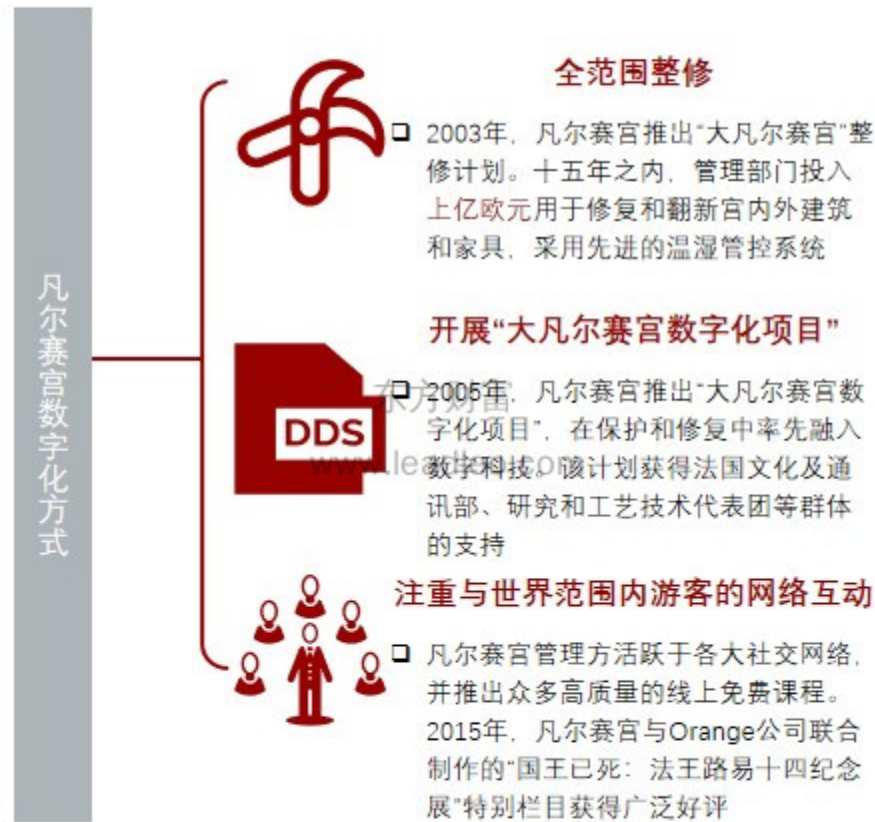 凡尔赛宫数字化方式
全范围整修
2003年，凡尔赛宫推出“大凡尔赛宫”整
修计划。十五年之内，管理部门投入
上亿欧元用于修复和翻新宫内外建筑
和家具，采用先进的温湿管控系统
开展“大凡尔赛宫数字化项目”
DDS
2005年，凡尔赛宫推出“大凡尔赛宫数
字化项目”，在保护和修复中率先融入
数字科技。该计划获得法国文化及通
讯部、研究和工艺技术代表团等群体
的支持
东方财富
注重与世界范围内游客的网络互动
凡尔赛宫管理方活跃于各大社交网络，
并推出众多高质量的线上免费课程。
2015年，凡尔赛宫与Orange公司联合
制作的“国王已死：法王路易十四纪念
展”特别栏目获得广泛好评